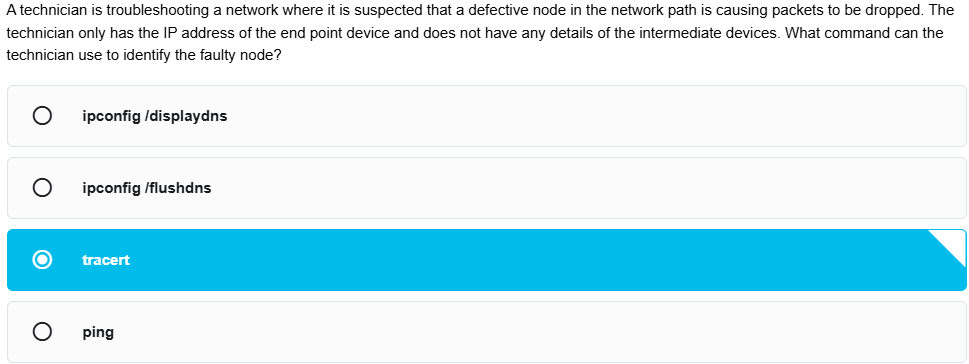 A technician is troubleshooting a network where it is suspected that a defective node in the network path is causing packets to be dropped. The
technician only has the IP address of the end point device and does not have any details of the intermediate devices. What command can the
technician use to identify the faulty node?
ipconfig /displaydns
ipconfig /flushdns
tracert
ping